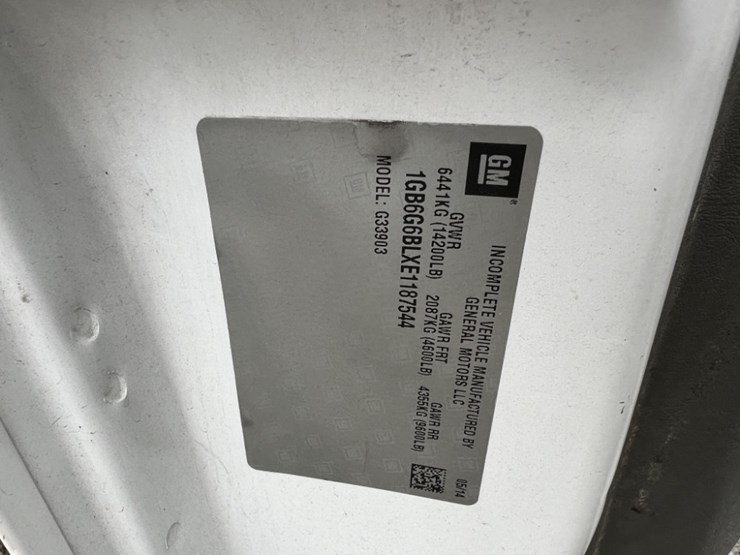 GM
INCOMPLETE VEHICLE MANUFACTURED BY
GENERAL MOTORS LLC
05/14
GVWR GAWR FRT GAWR RR
6441KG (14200LB) 2087KG (4600LB) 4355KG (9600LB)
1GB6G6BLXE1187544
MODEL: G33903